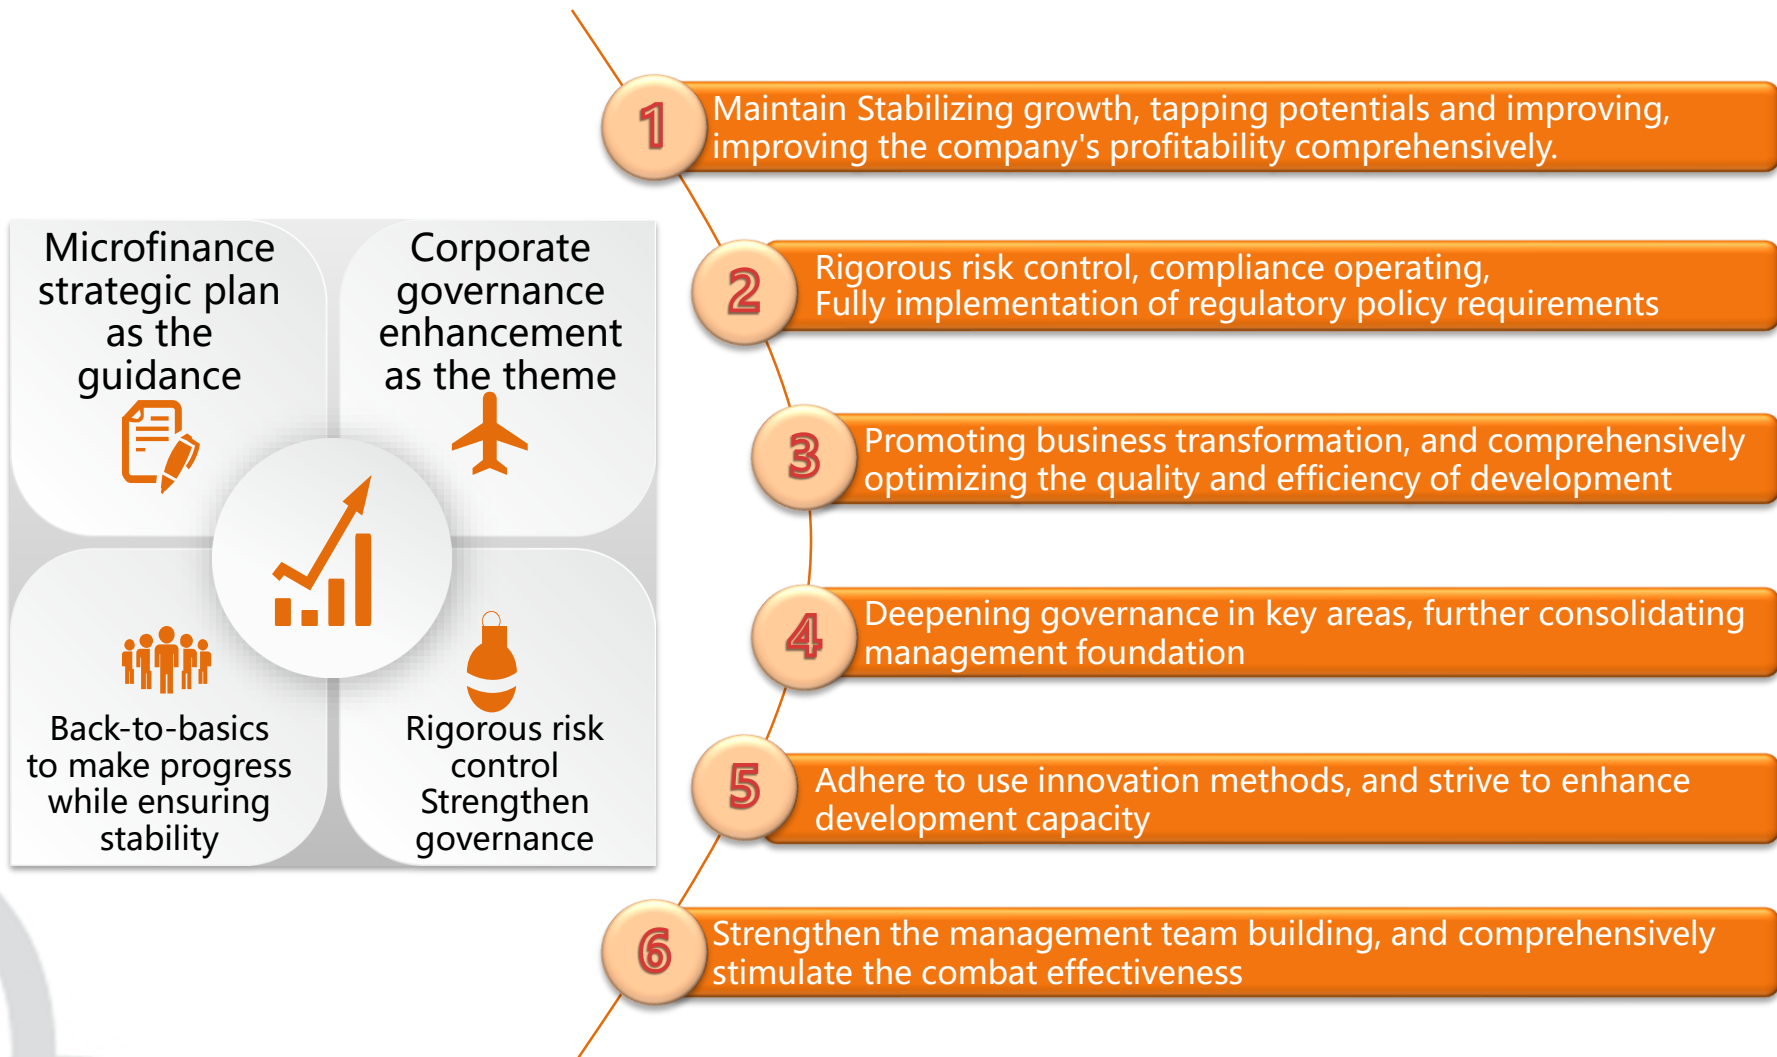 Microfinance
strategic plan
as the
guidance
Corporate
governance
enhancement
as the theme
Back-to-basics
to make progress
while ensuring
stability
Rigorous risk
control
Strengthen
governance
1
Maintain Stabilizing growth, tapping potentials and improving,
improving the company's profitability comprehensively.
2
Rigorous risk control, compliance operating,
Fully implementation of regulatory policy requirements
3
Promoting business transformation, and comprehensively
optimizing the quality and efficiency of development
4
Deepening governance in key areas, further consolidating
management foundation
5
Adhere to use innovation methods, and strive to enhance
development capacity
6
Strengthen the management team building, and comprehensively
stimulate the combat effectiveness